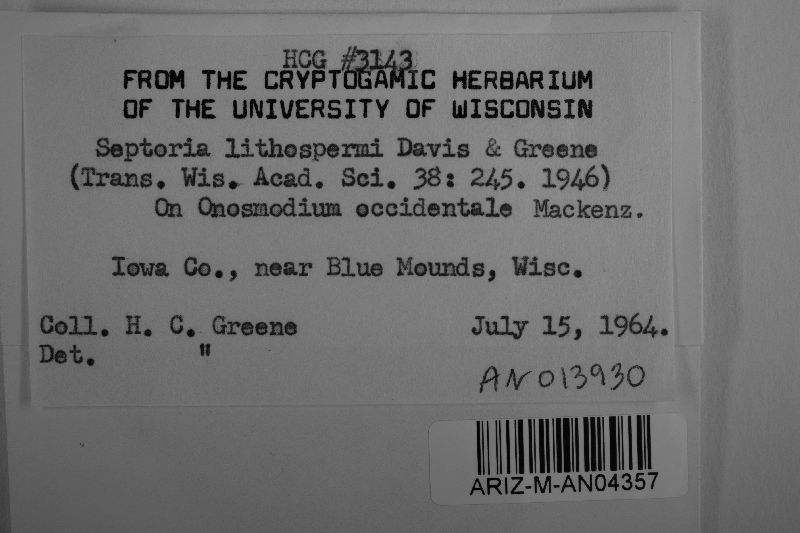 HCG #3143
FROM THE CRYPTOGAMIC HERBARIUM
OF THE UNIVERSITY OF WISCONSIN
Septoria lithospermi Davis & Greene
(Trans. Wis. Acad. Sci. 38: 245. 1946)
On Onosmodium occidentale Mackenz.
Iowa Co., near Blue Mounds, Wisc.
Coll. H. C. Greene July 15, 1964.
Det. "
AN013930
ARIZ-M-AN04357